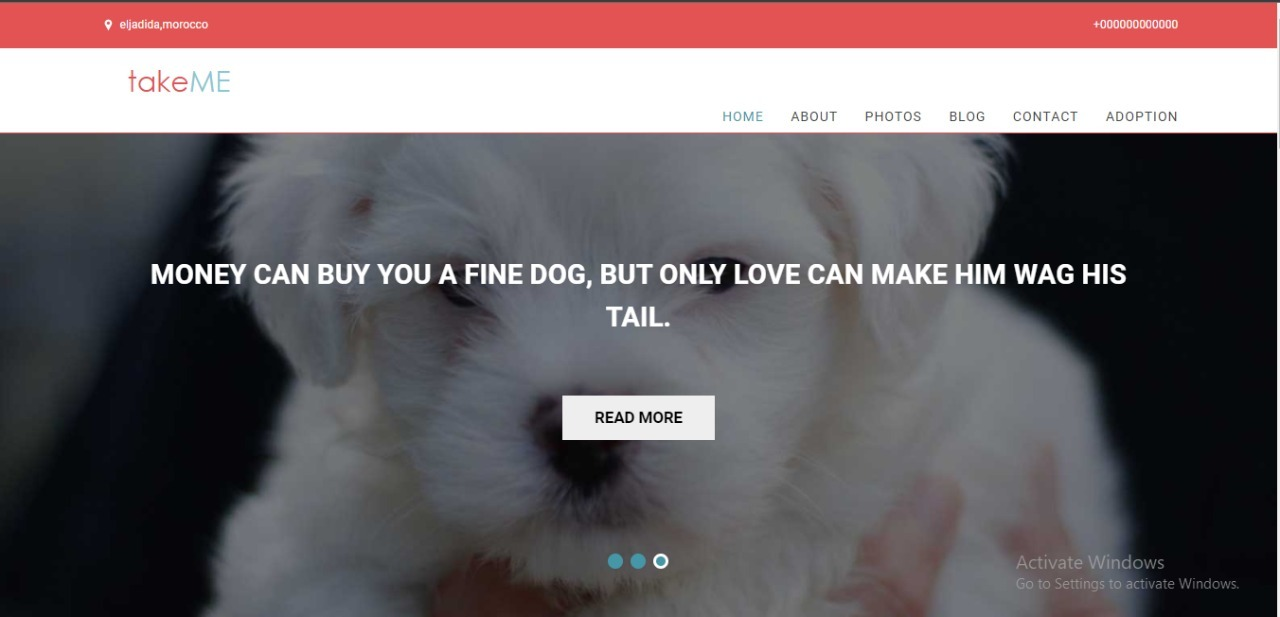 eljadida,morocco
+000000000000
takeME
HOME ABOUT PHOTOS BLOG CONTACT ADOPTION
MONEY CAN BUY YOU A FINE DOG, BUT ONLY LOVE CAN MAKE HIM WAG HIS
TAIL.
READ MORE
Activate Windows
Go to Settings to activate Windows.